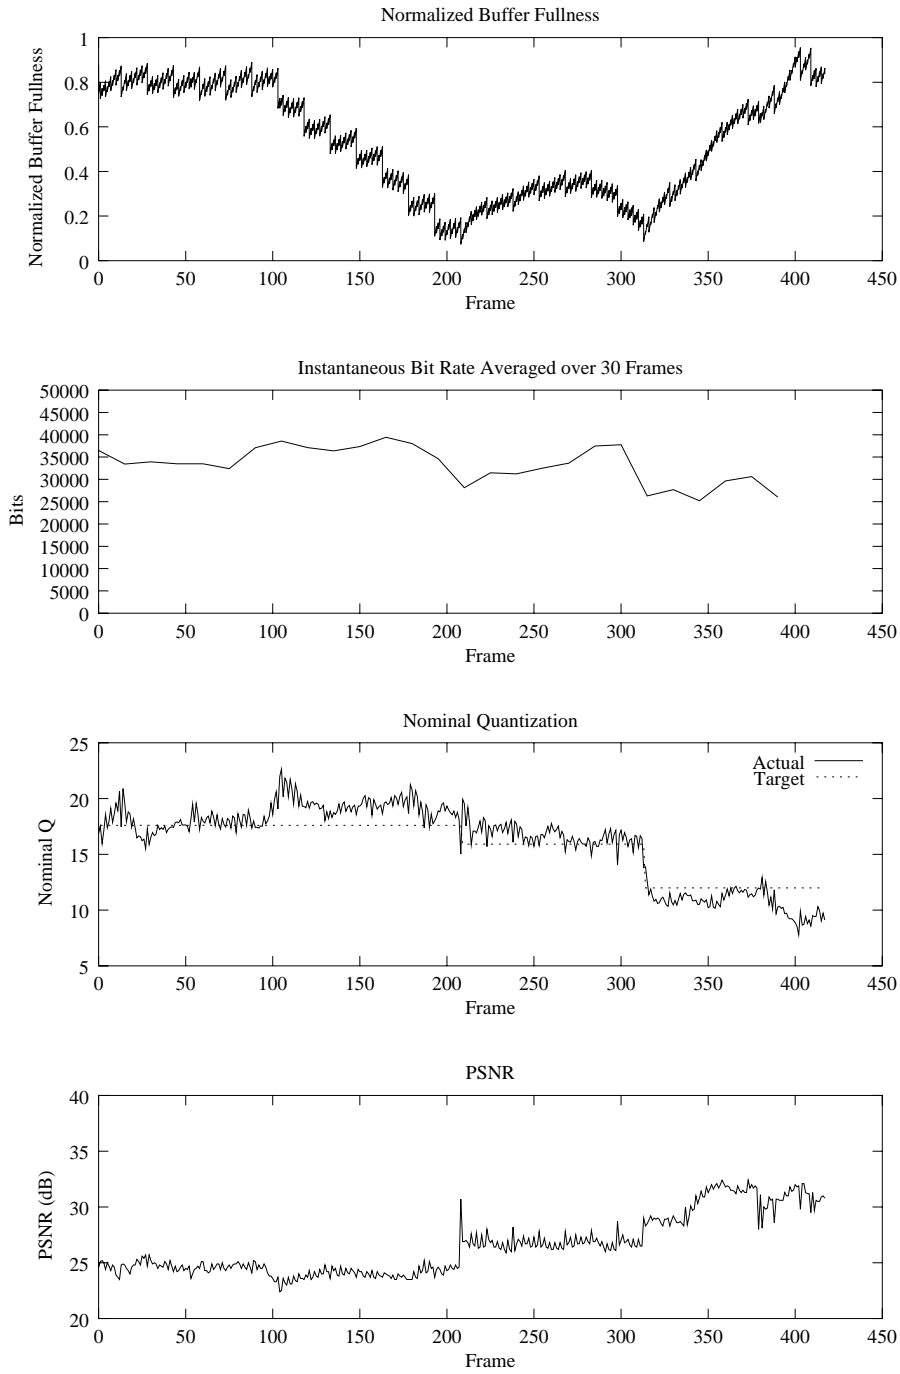 Normalized Buffer Fullness
Normalized Buffer Fullness
1
0.8
0.6
0.4
0.2
0
0 50 100 150 200 250 300 350 400 450
Frame
Instantaneous Bit Rate Averaged over 30 Frames
Bits
50000
45000
40000
35000
30000
25000
20000
15000
10000
5000
0
0 50 100 150 200 250 300 350 400 450
Frame
Nominal Quantization
Nominal Q
25
20
15
10
5
Actual
Target
0 50 100 150 200 250 300 350 400 450
Frame
PSNR
PSNR (dB)
40
35
30
25
20
0 50 100 150 200 250 300 350 400 450
Frame